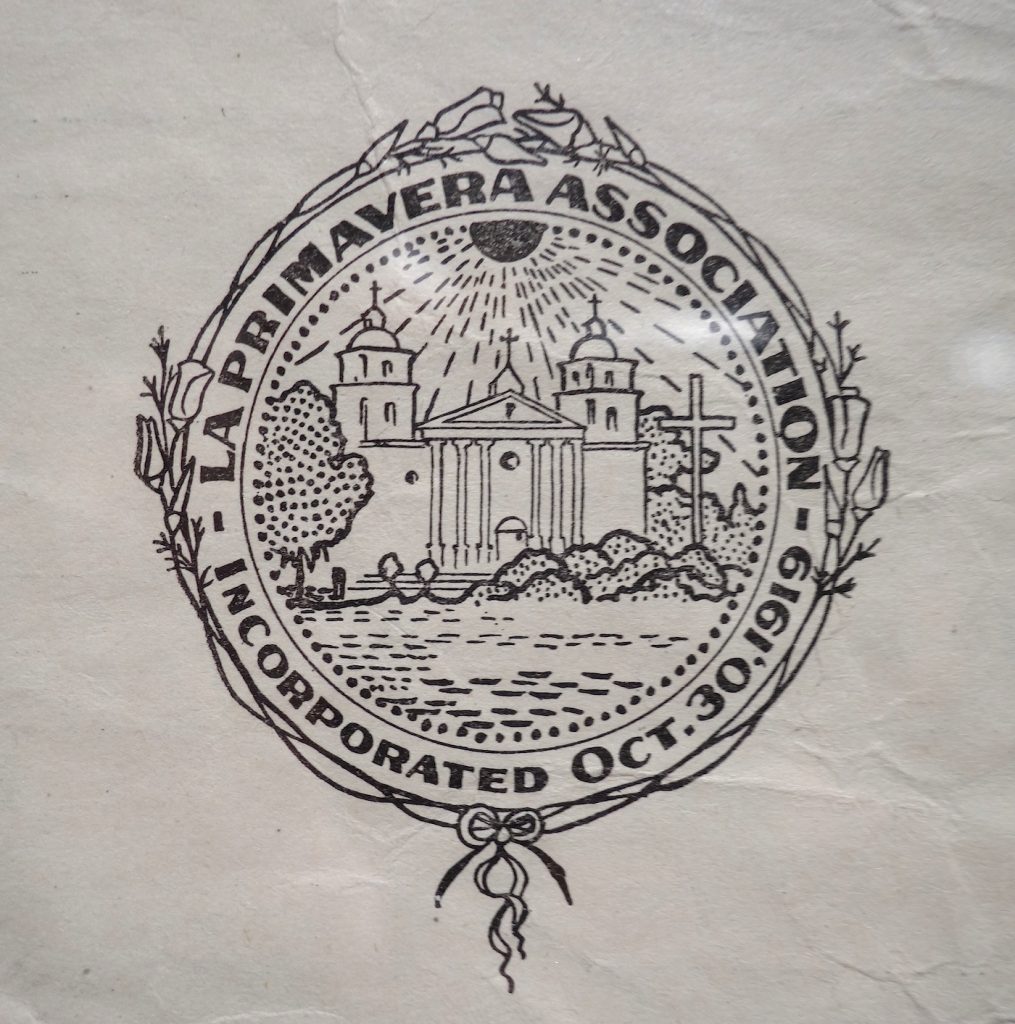 LA PRIMAVERA ASSOCIATION
- INCORPORATED OCT. 30, 1919 -